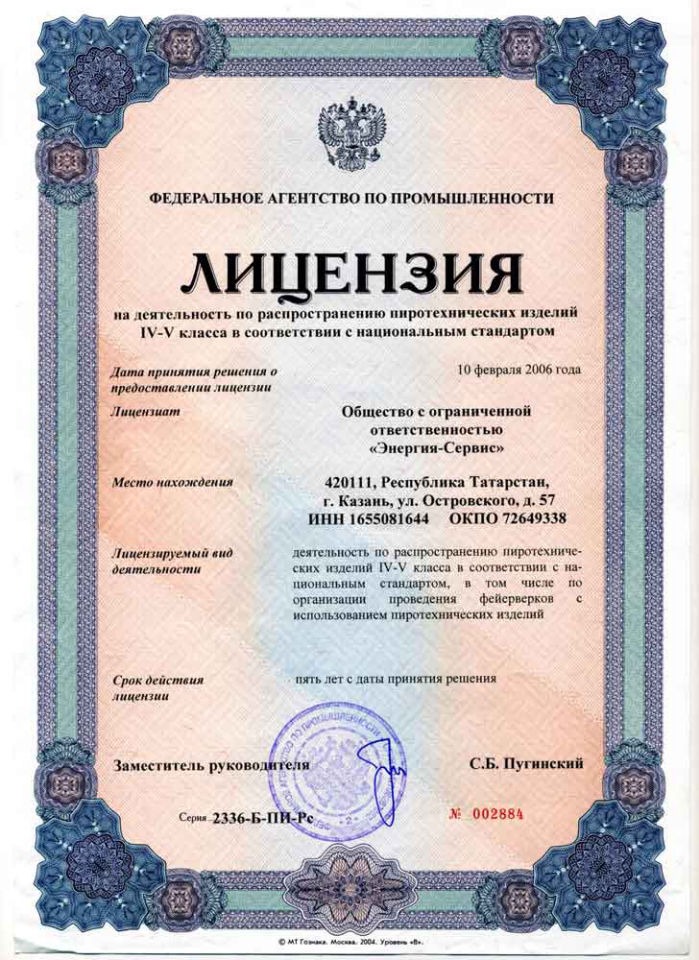 ФЕДЕРАЛЬНОЕ АГЕНТСТВО ПО ПРОМЫШЛЕННОСТИ
ЛИЦЕНЗИЯ
на деятельность по распространению пиротехнических изделий
IV-V класса в соответствии с национальным стандартом
Дата принятия решения о
предоставлении лицензии
10 февраля 2006 года
Лицензиат
Общество с ограниченной
ответственностью
«Энергия-Сервис»
Место нахождения
420111, Республика Татарстан,
г. Казань, ул. Островского, д. 57
ИНН 1655081644 ОКПО 72649338
Лицензируемый вид
деятельности
деятельность по распространению пиротехниче-
ских изделий IV-V класса в соответствии с на-
циональным стандартом, в том числе по
организации проведения фейерверков с
использованием пиротехнических изделий
Срок действия
лицензии
пять лет с даты принятия решения
Заместитель руководителя
С.Б. Пугинский
Серия 2336-Б-ПИ-Рс
№ 002884
© МТ Гознака. Москва. 2004. Уровень «В».